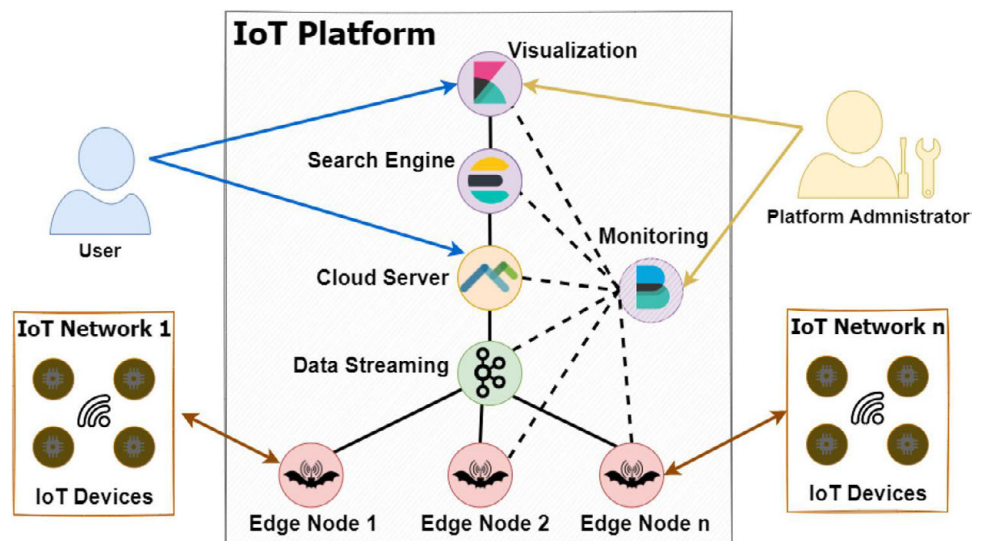 IoT Platform
Visualization
Search Engine
User
Platform Admnistrator
Monitoring
Cloud Server
IoT Network 1
IoT Network n
Data Streaming
IoT Devices
IoT Devices
Edge Node 1
Edge Node 2
Edge Node n